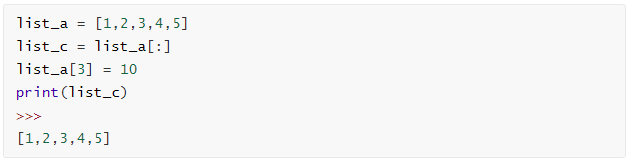 list_a = [1,2,3,4,5]
list_c = list_a[:]
list_a[3] = 10
print(list_c)
>>>
[1,2,3,4,5]